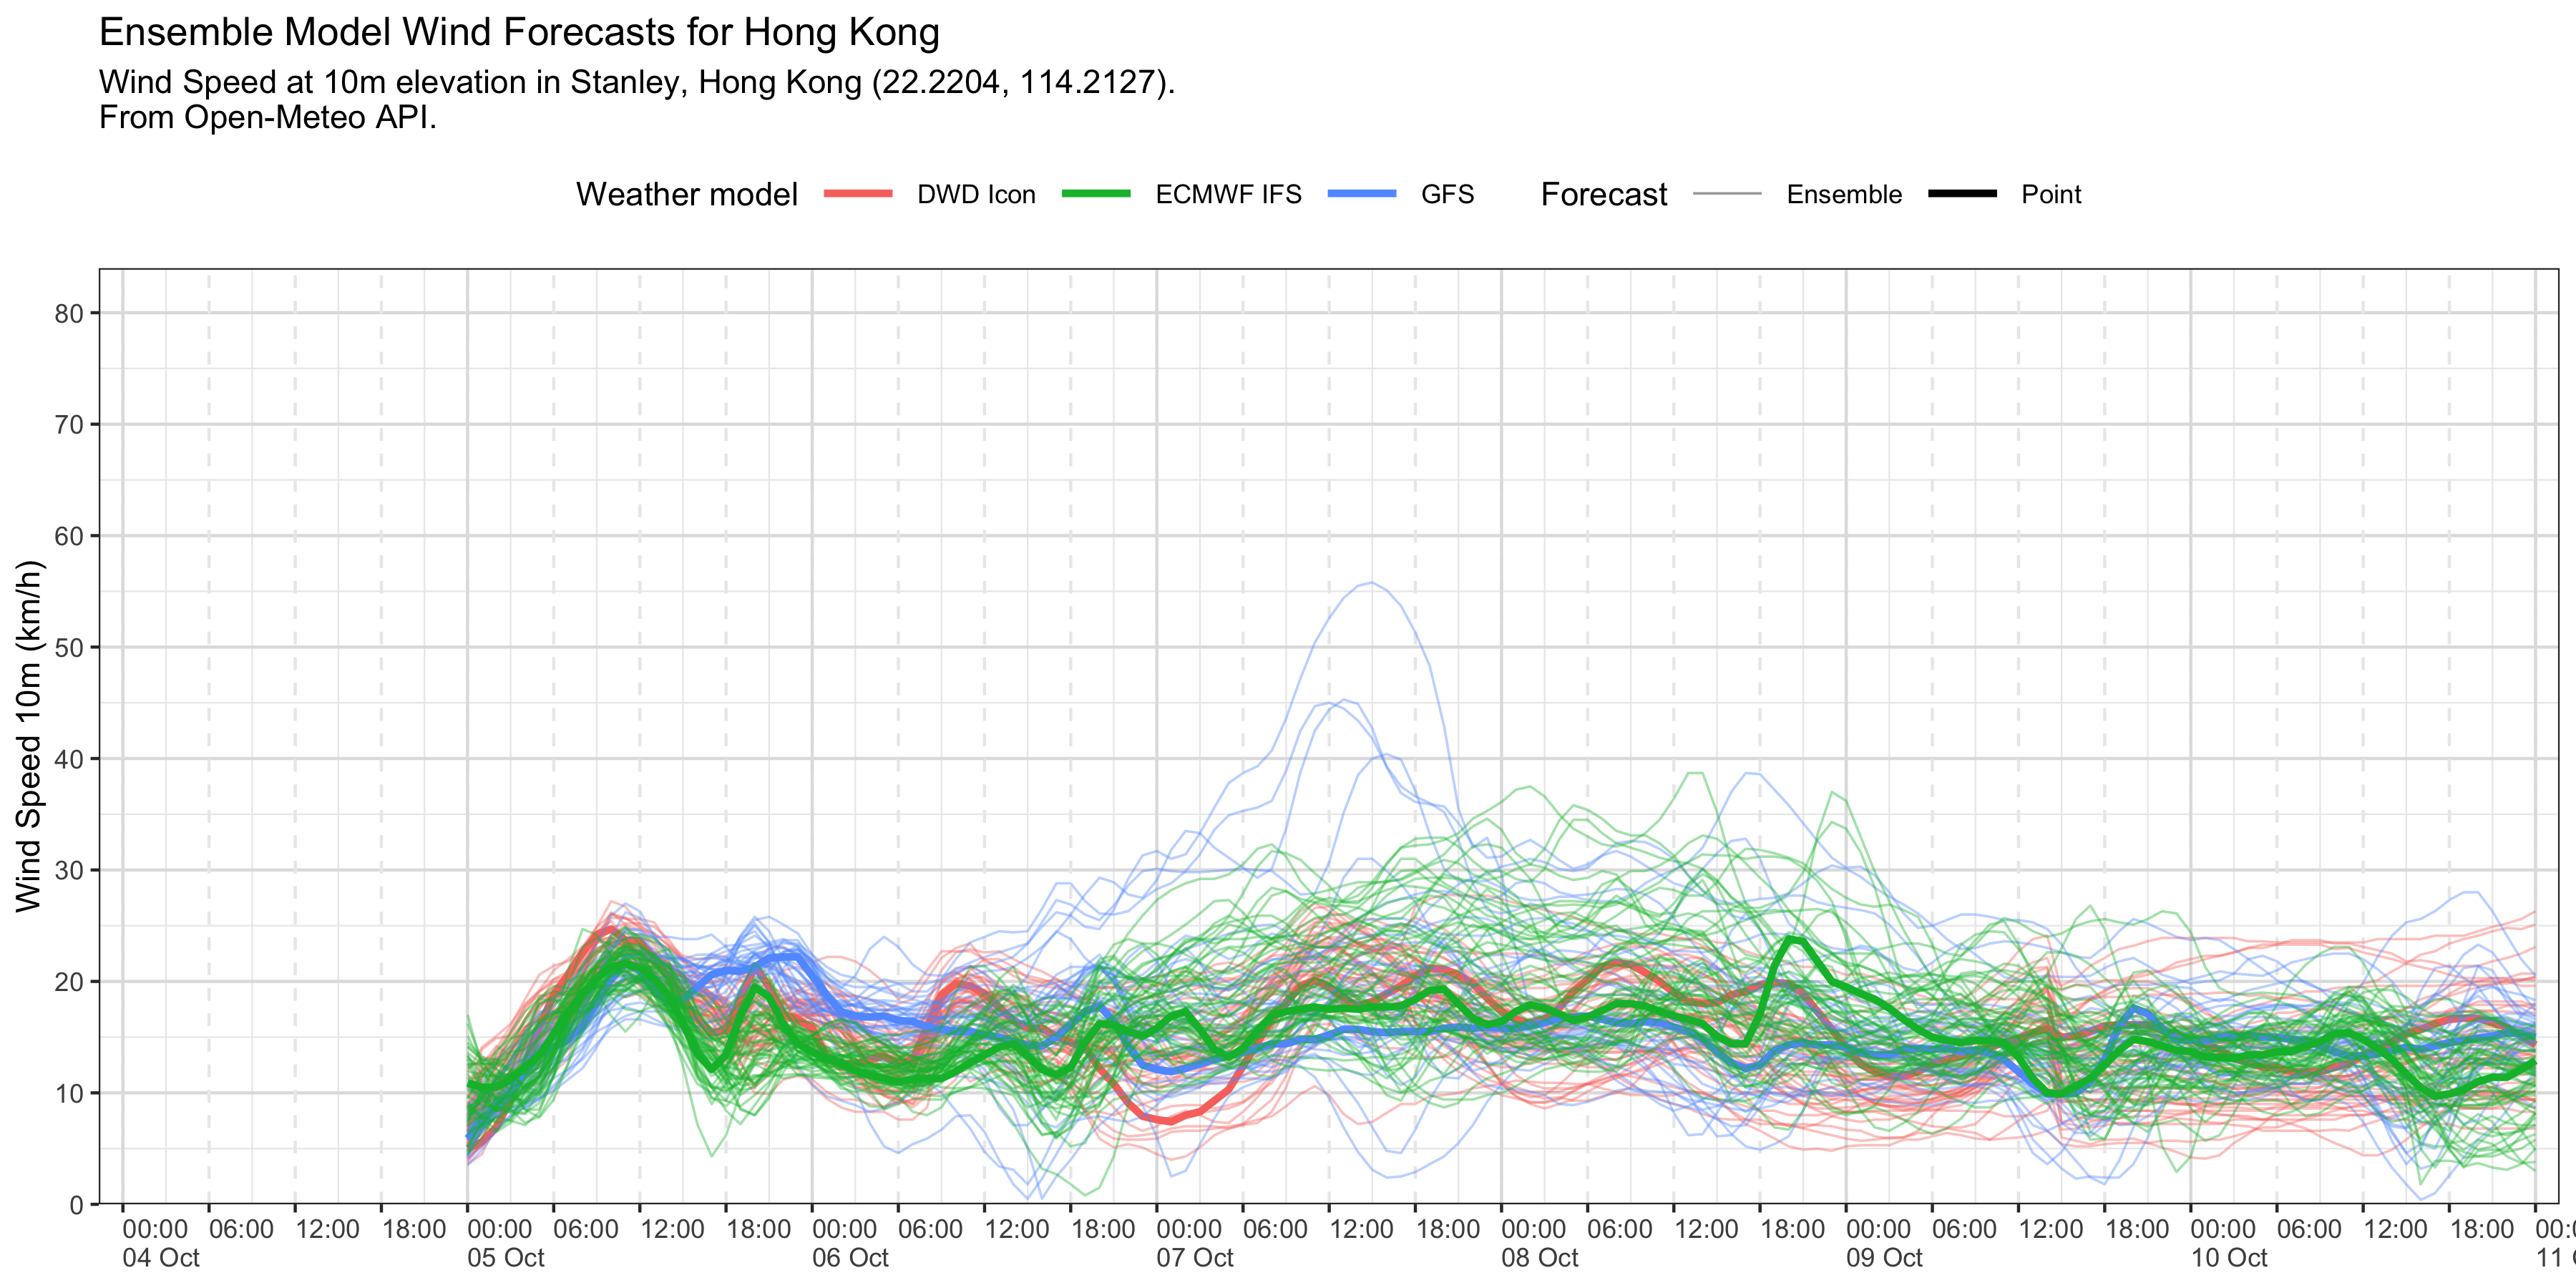 Ensemble Model Wind Forecasts for Hong Kong
Wind Speed at 10m elevation in Stanley, Hong Kong (22.2204, 114.2127).
From Open-Meteo API.
Weather model DWD Icon ECMWF IFS GFS Forecast Ensemble Point
Wind Speed 10m (km/h)
80
70
60
50
40
30
20
10
0
00:00 06:00 12:00 18:00 00:00 06:00 12:00 18:00 00:00 06:00 12:00 18:00 00:00 06:00 12:00 18:00 00:00 06:00 12:00 18:00 00:00 06:00 12:00 18:00 00:00 06:00 12:00 18:00 00:0
04 Oct 05 Oct 06 Oct 07 Oct 08 Oct 09 Oct 10 Oct 11